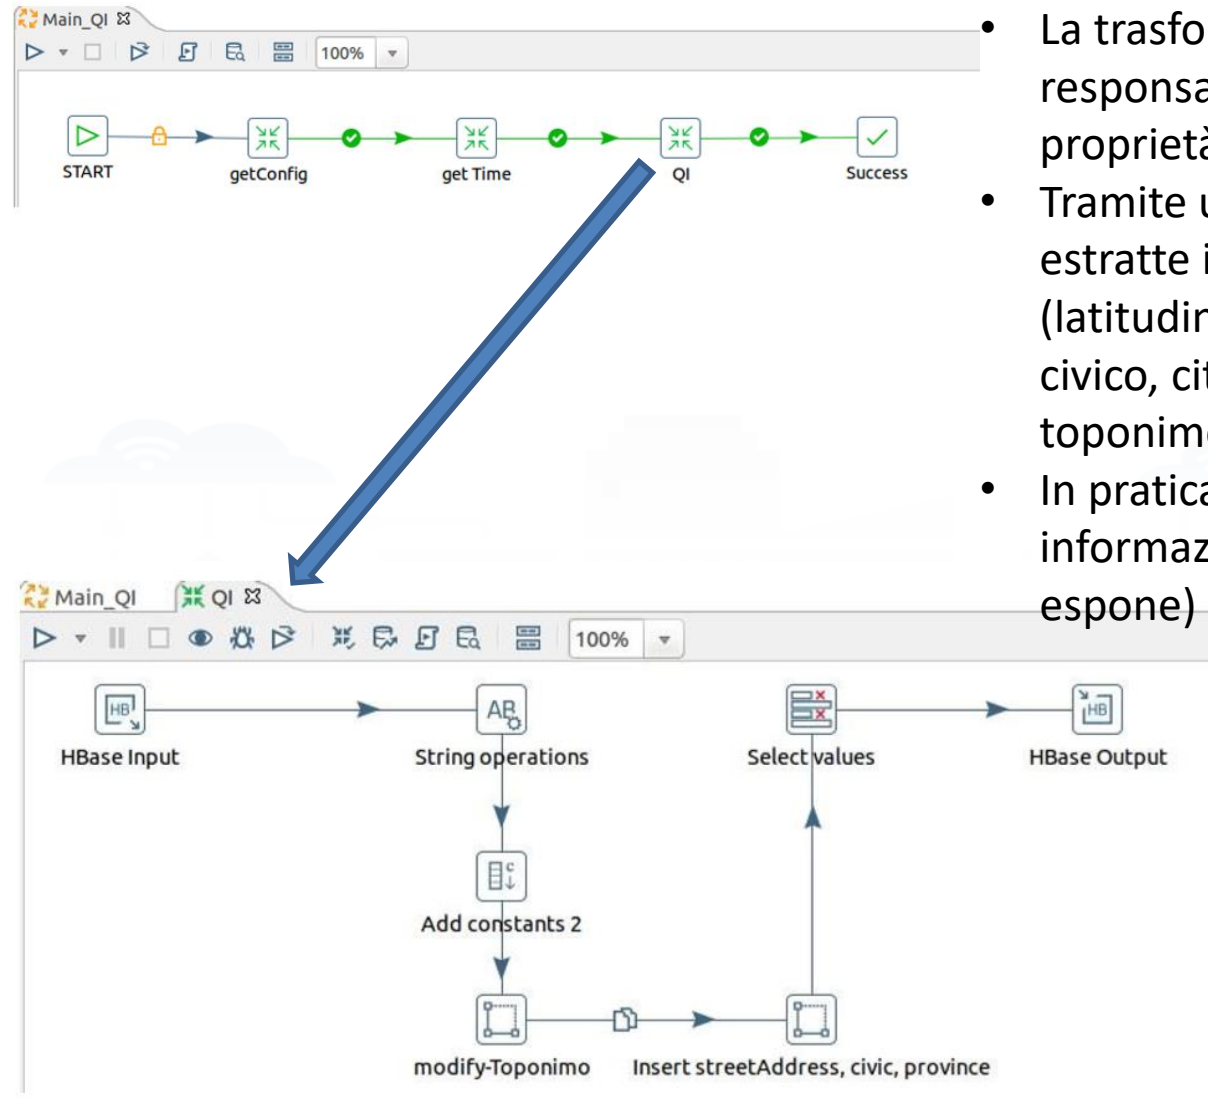 Main_QI
100%
START
getConfig
get Time
QI
Success
Main_QI
QI
100%
HBase Input
String operations
Select values
HBase Output
Add constants 2
modify-Toponimo
Insert streetAddress, civic, province
• La trasfo
responsa
proprietà
• Tramite
estratte i
(latitudin
civico, cit
toponim
• In pratica
informaz
espone)